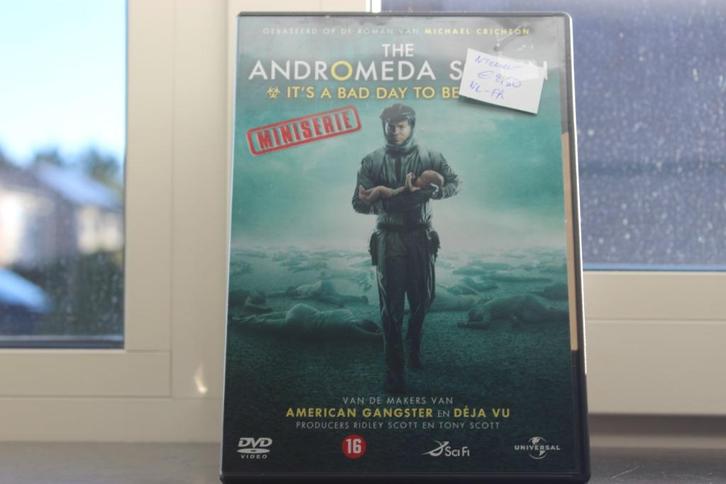 GEBASEERD OP DE ROMAN VAN MICHAEL CRICHTON
THE
ANDROMEDA S N
IT'S A BAD DAY TO BE
NL-FR
MINISERIE
VAN DE MAKERS VAN
AMERICAN GANGSTER EN DÉJA VU
PRODUCERS RIDLEY SCOTT EN TONY SCOTT
DVD
VIDEO
16
SCI FI
UNIVERSAL